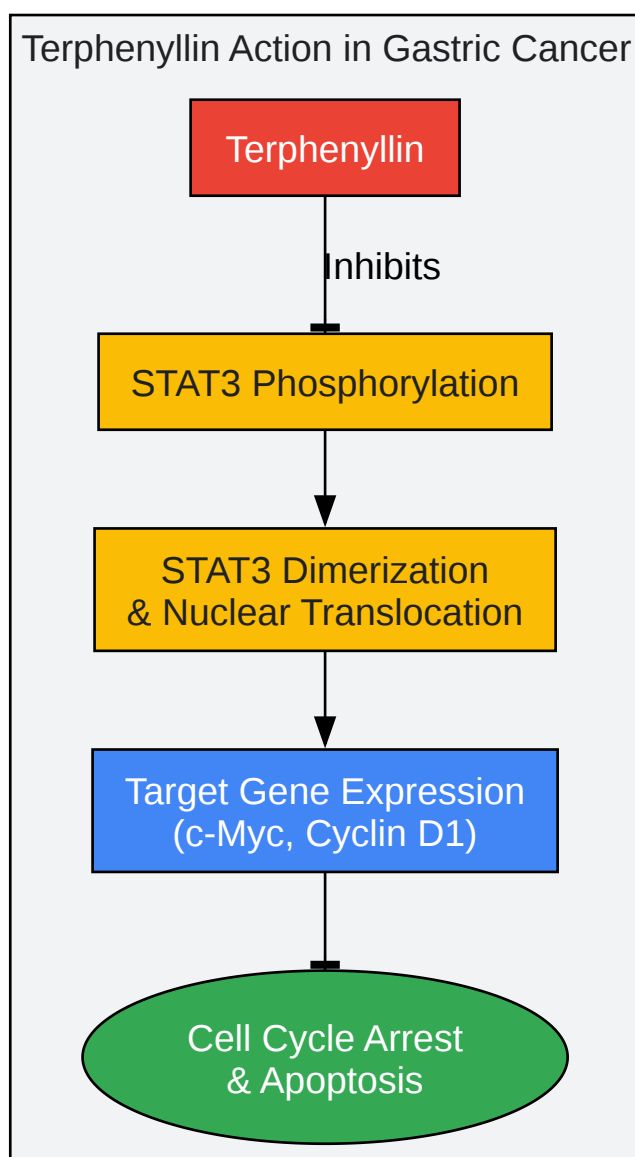 Terphenyllin Action in Gastric Cancer
Terphenyllin
Inhibits
STAT3 Phosphorylation
STAT3 Dimerization
& Nuclear Translocation
Target Gene Expression
(c-Myc, Cyclin D1)
Cell Cycle Arrest
& Apoptosis